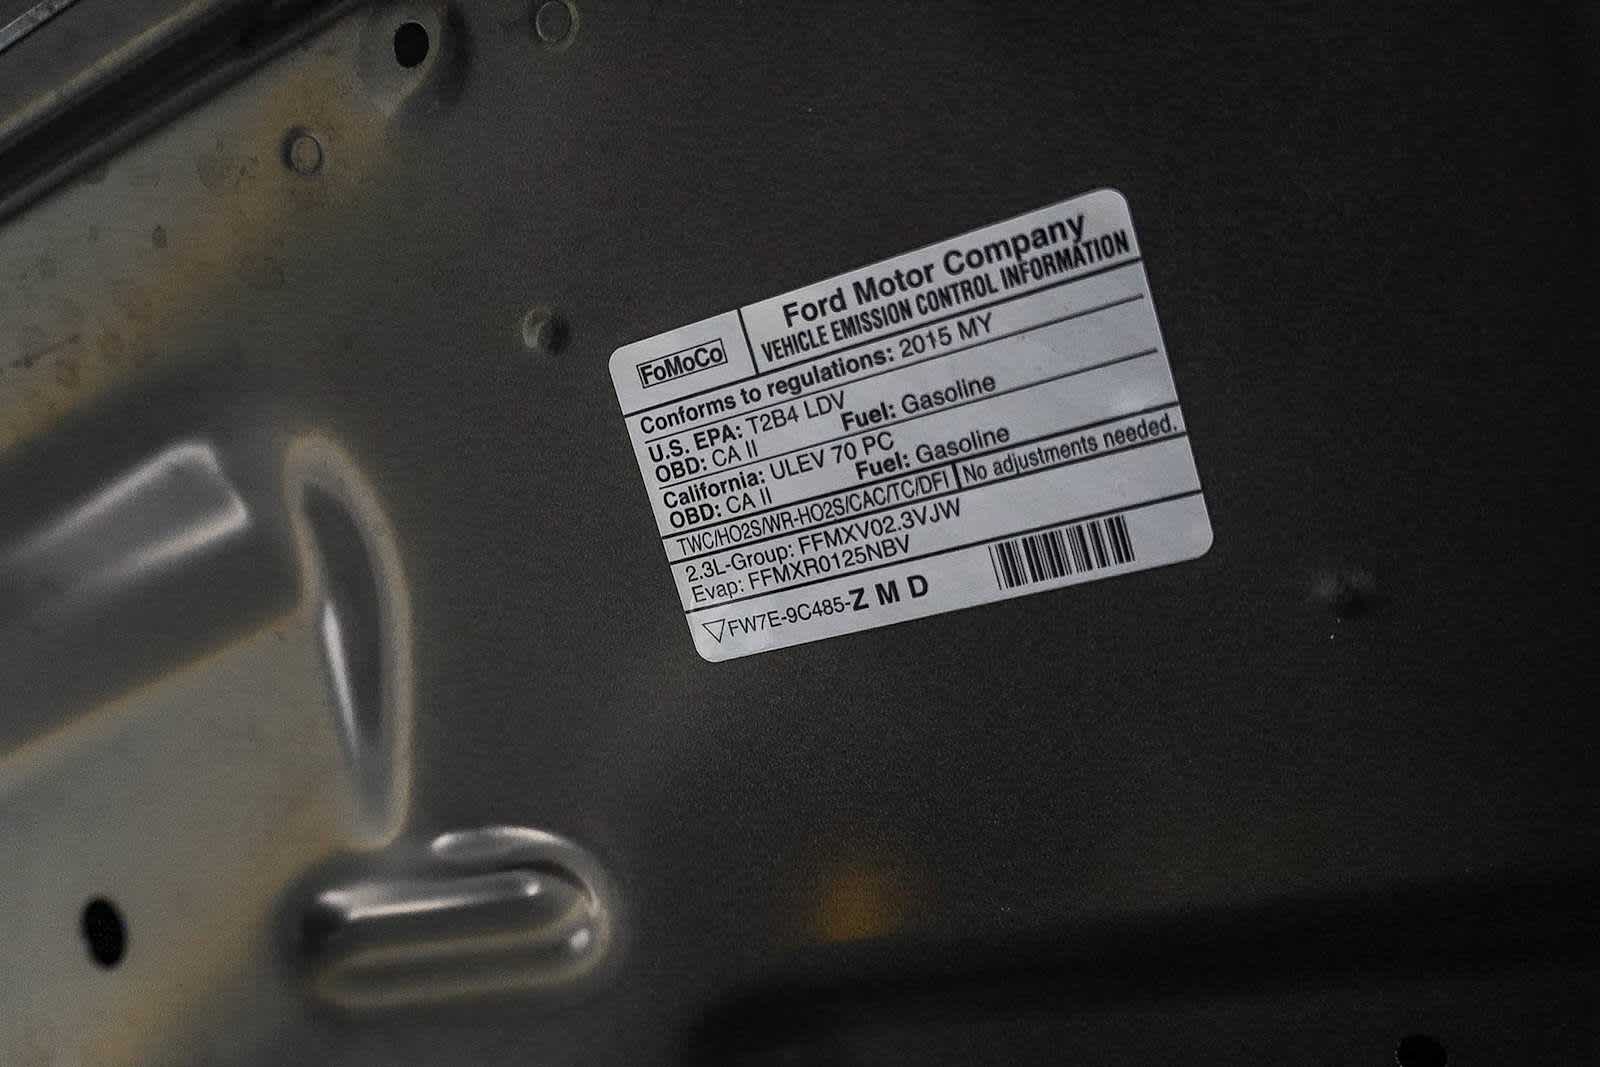 FoMoCo
Ford Motor Company
VEHICLE EMISSION CONTROL INFORMATION
Conforms to regulations: 2015 MY
U.S. EPA: T2B4 LDV
OBD: CA II Fuel: Gasoline
California: ULEV 70 PC
OBD: CA II Fuel: Gasoline
TWC/HO2S/WR-HO2S/CAC/TC/DFI No adjustments needed.
2.3L-Group: FFMXV02.3VJW
Evap: FFMXR0125NBV
FW7E-9C485-Z M D